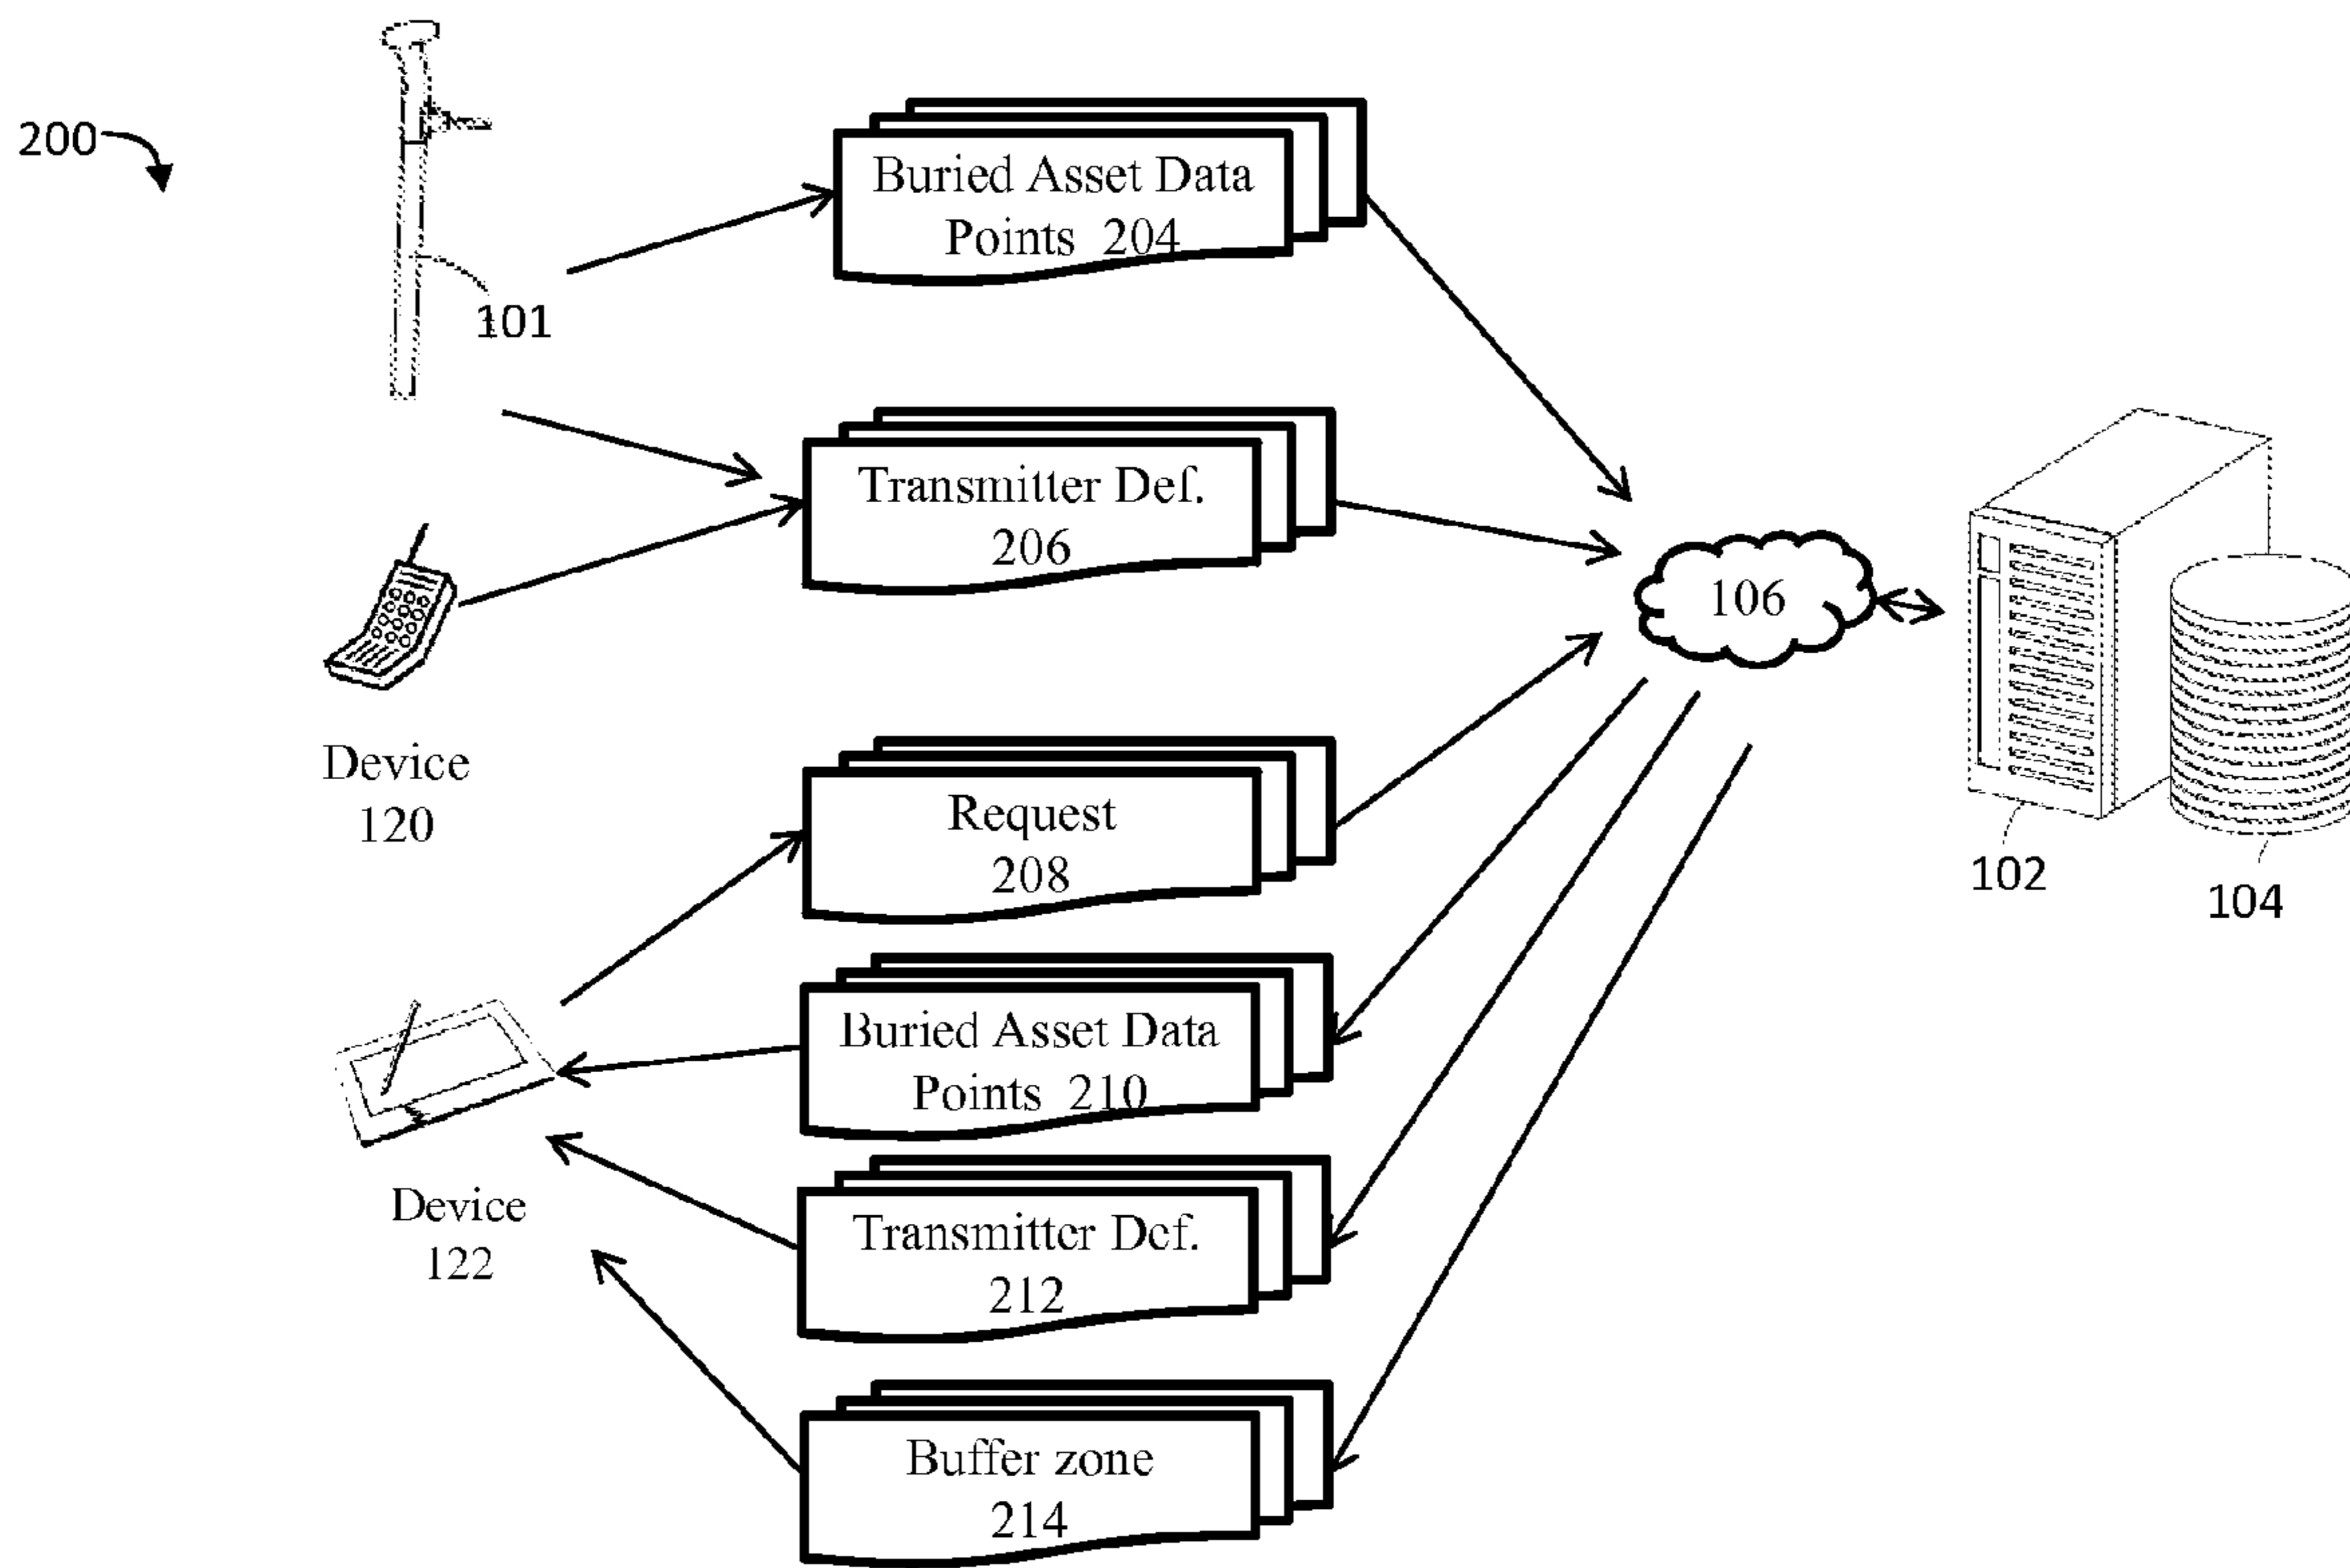 200
Buried Asset Data
Points 204
101
Transmitter Def.
206
106
Device
120
Request
208
102
104
Buried Asset Data
Points 210
Device
122
Transmitter Def.
212
Buffer zone
214